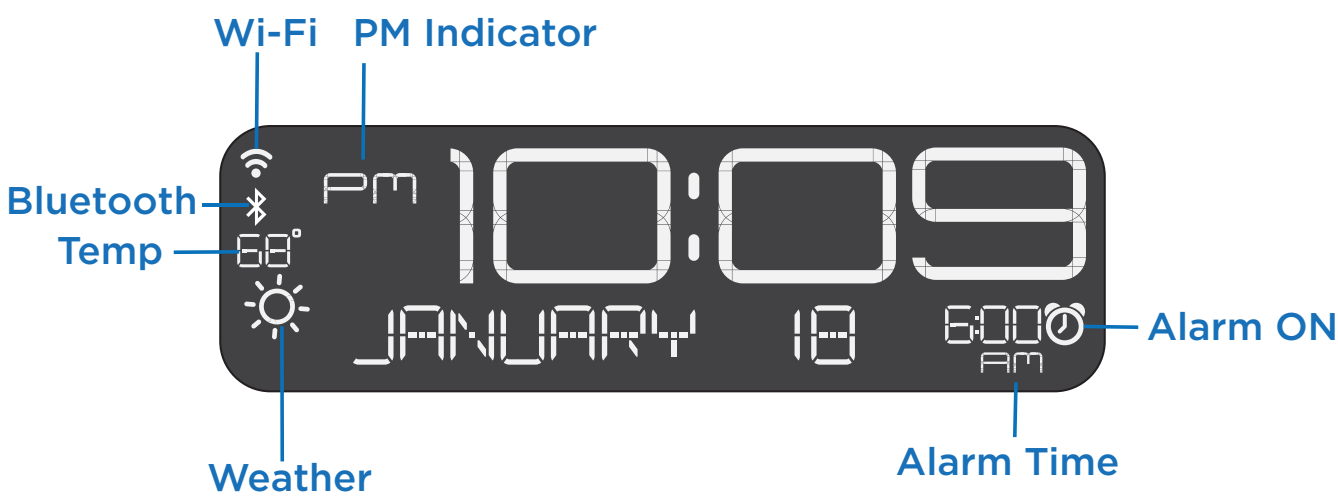 Wi-Fi PM Indicator
PM 10:09
Bluetooth
Temp 68°
JANUARY 18 6:00
AM
Alarm ON
Weather
Alarm Time